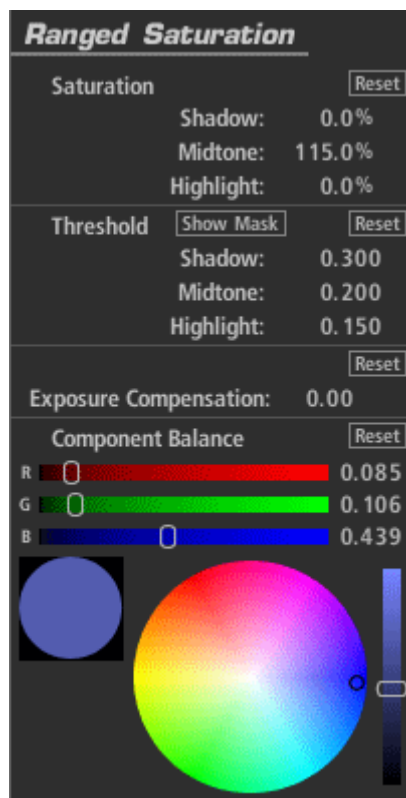 Ranged Saturation
Saturation Reset
Shadow: 0.0%
Midtone: 115.0%
Highlight: 0.0%
Threshold Show Mask Reset
Shadow: 0.300
Midtone: 0.200
Highlight: 0.150
Reset
Exposure Compensation: 0.00
Component Balance Reset
R 0.085
G 0.106
B 0.439